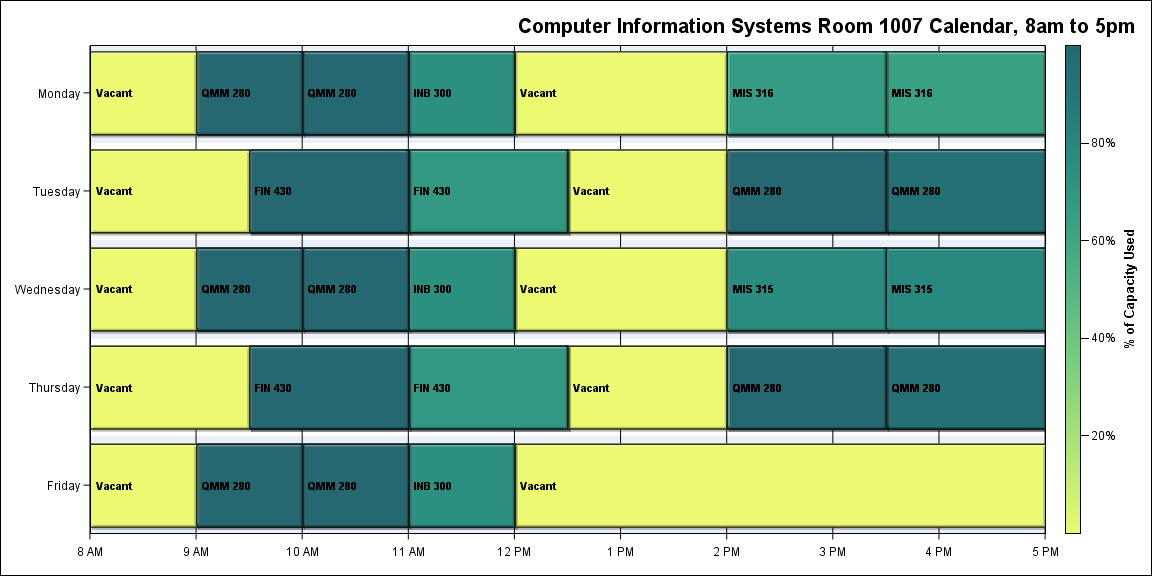 Computer Information Systems Room 1007 Calendar, 8am to 5pm
Monday
Vacant
QMM 280
QMM 280
INB 300
Vacant
MIS 316
MIS 316
Tuesday
Vacant
FIN 430
FIN 430
Vacant
QMM 280
QMM 280
Wednesday
Vacant
QMM 280
QMM 280
INB 300
Vacant
MIS 315
MIS 315
Thursday
Vacant
FIN 430
FIN 430
Vacant
QMM 280
QMM 280
Friday
Vacant
QMM 280
QMM 280
INB 300
Vacant
8 AM
9 AM
10 AM
11 AM
12 PM
1 PM
2 PM
3 PM
4 PM
5 PM
80%
60%
40%
20%
% of Capacity Used